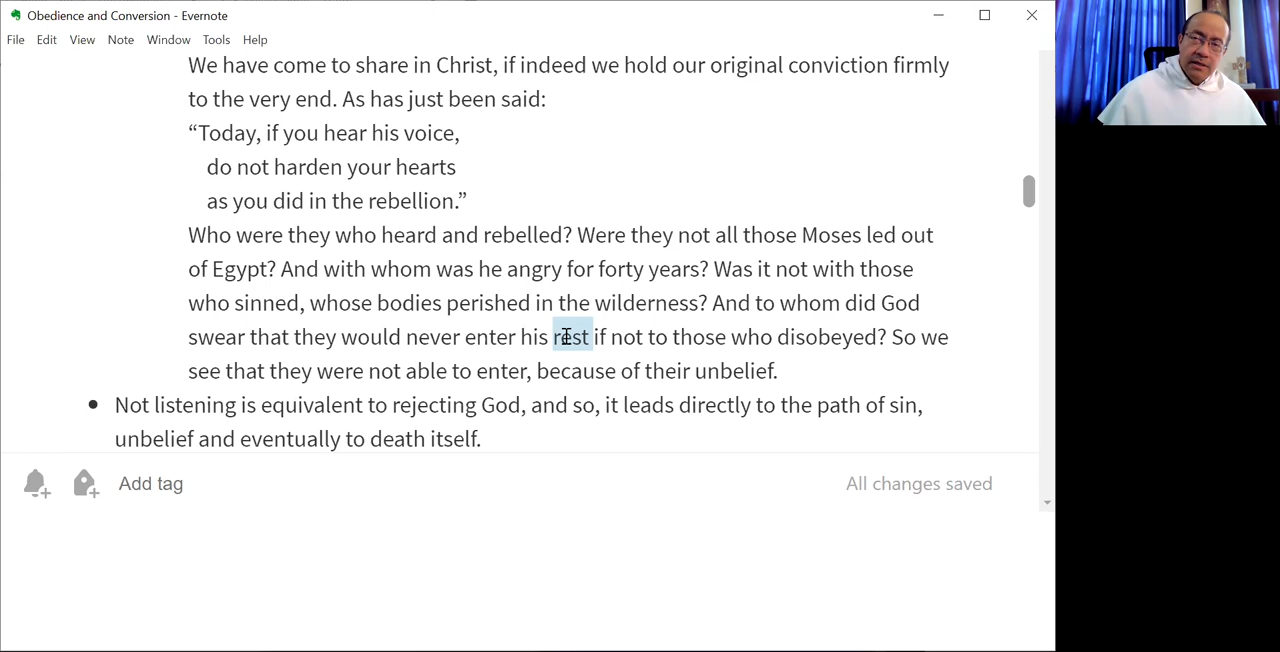 Obedience and Conversion - Evernote
File Edit View Note Window Tools Help
We have come to share in Christ, if indeed we hold our original conviction firmly
to the very end. As has just been said:
“Today, if you hear his voice,
do not harden your hearts
as you did in the rebellion.”
Who were they who heard and rebelled? Were they not all those Moses led out
of Egypt? And with whom was he angry for forty years? Was it not with those
who sinned, whose bodies perished in the wilderness? And to whom did God
swear that they would never enter his rest if not to those who disobeyed? So we
see that they were not able to enter, because of their unbelief.
• Not listening is equivalent to rejecting God, and so, it leads directly to the path of sin,
unbelief and eventually to death itself.
Add tag
All changes saved